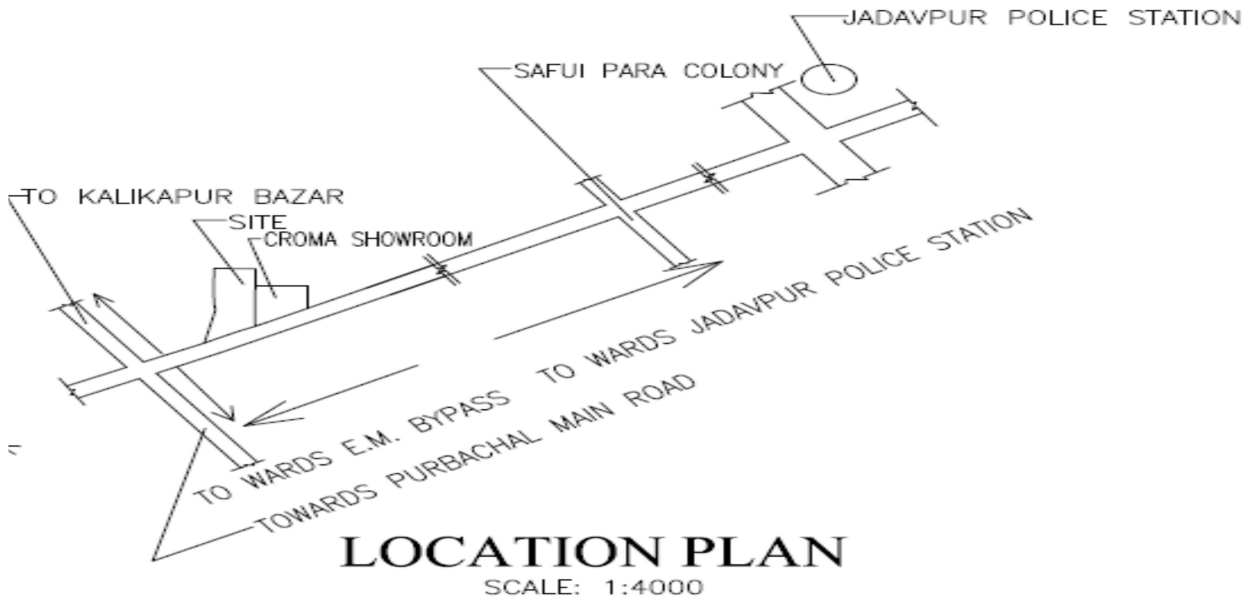 JADAVPUR POLICE STATION
SAFUI PARA COLONY
TO KALIKAPUR BAZAR
SITE
CROMA SHOWROOM
TO WARDS E.M. BYPASS
TO WARDS JADAVPUR POLICE STATION
TOWARDS PURBACHAL MAIN ROAD
LOCATION PLAN
SCALE: 1:4000